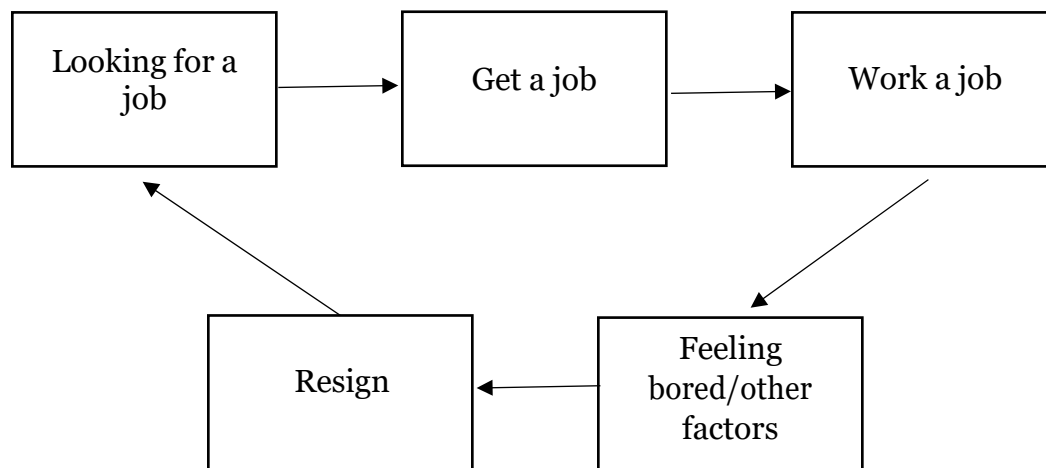 Looking for a
job
Get a job
Work a job
Feeling
bored/other
factors
Resign